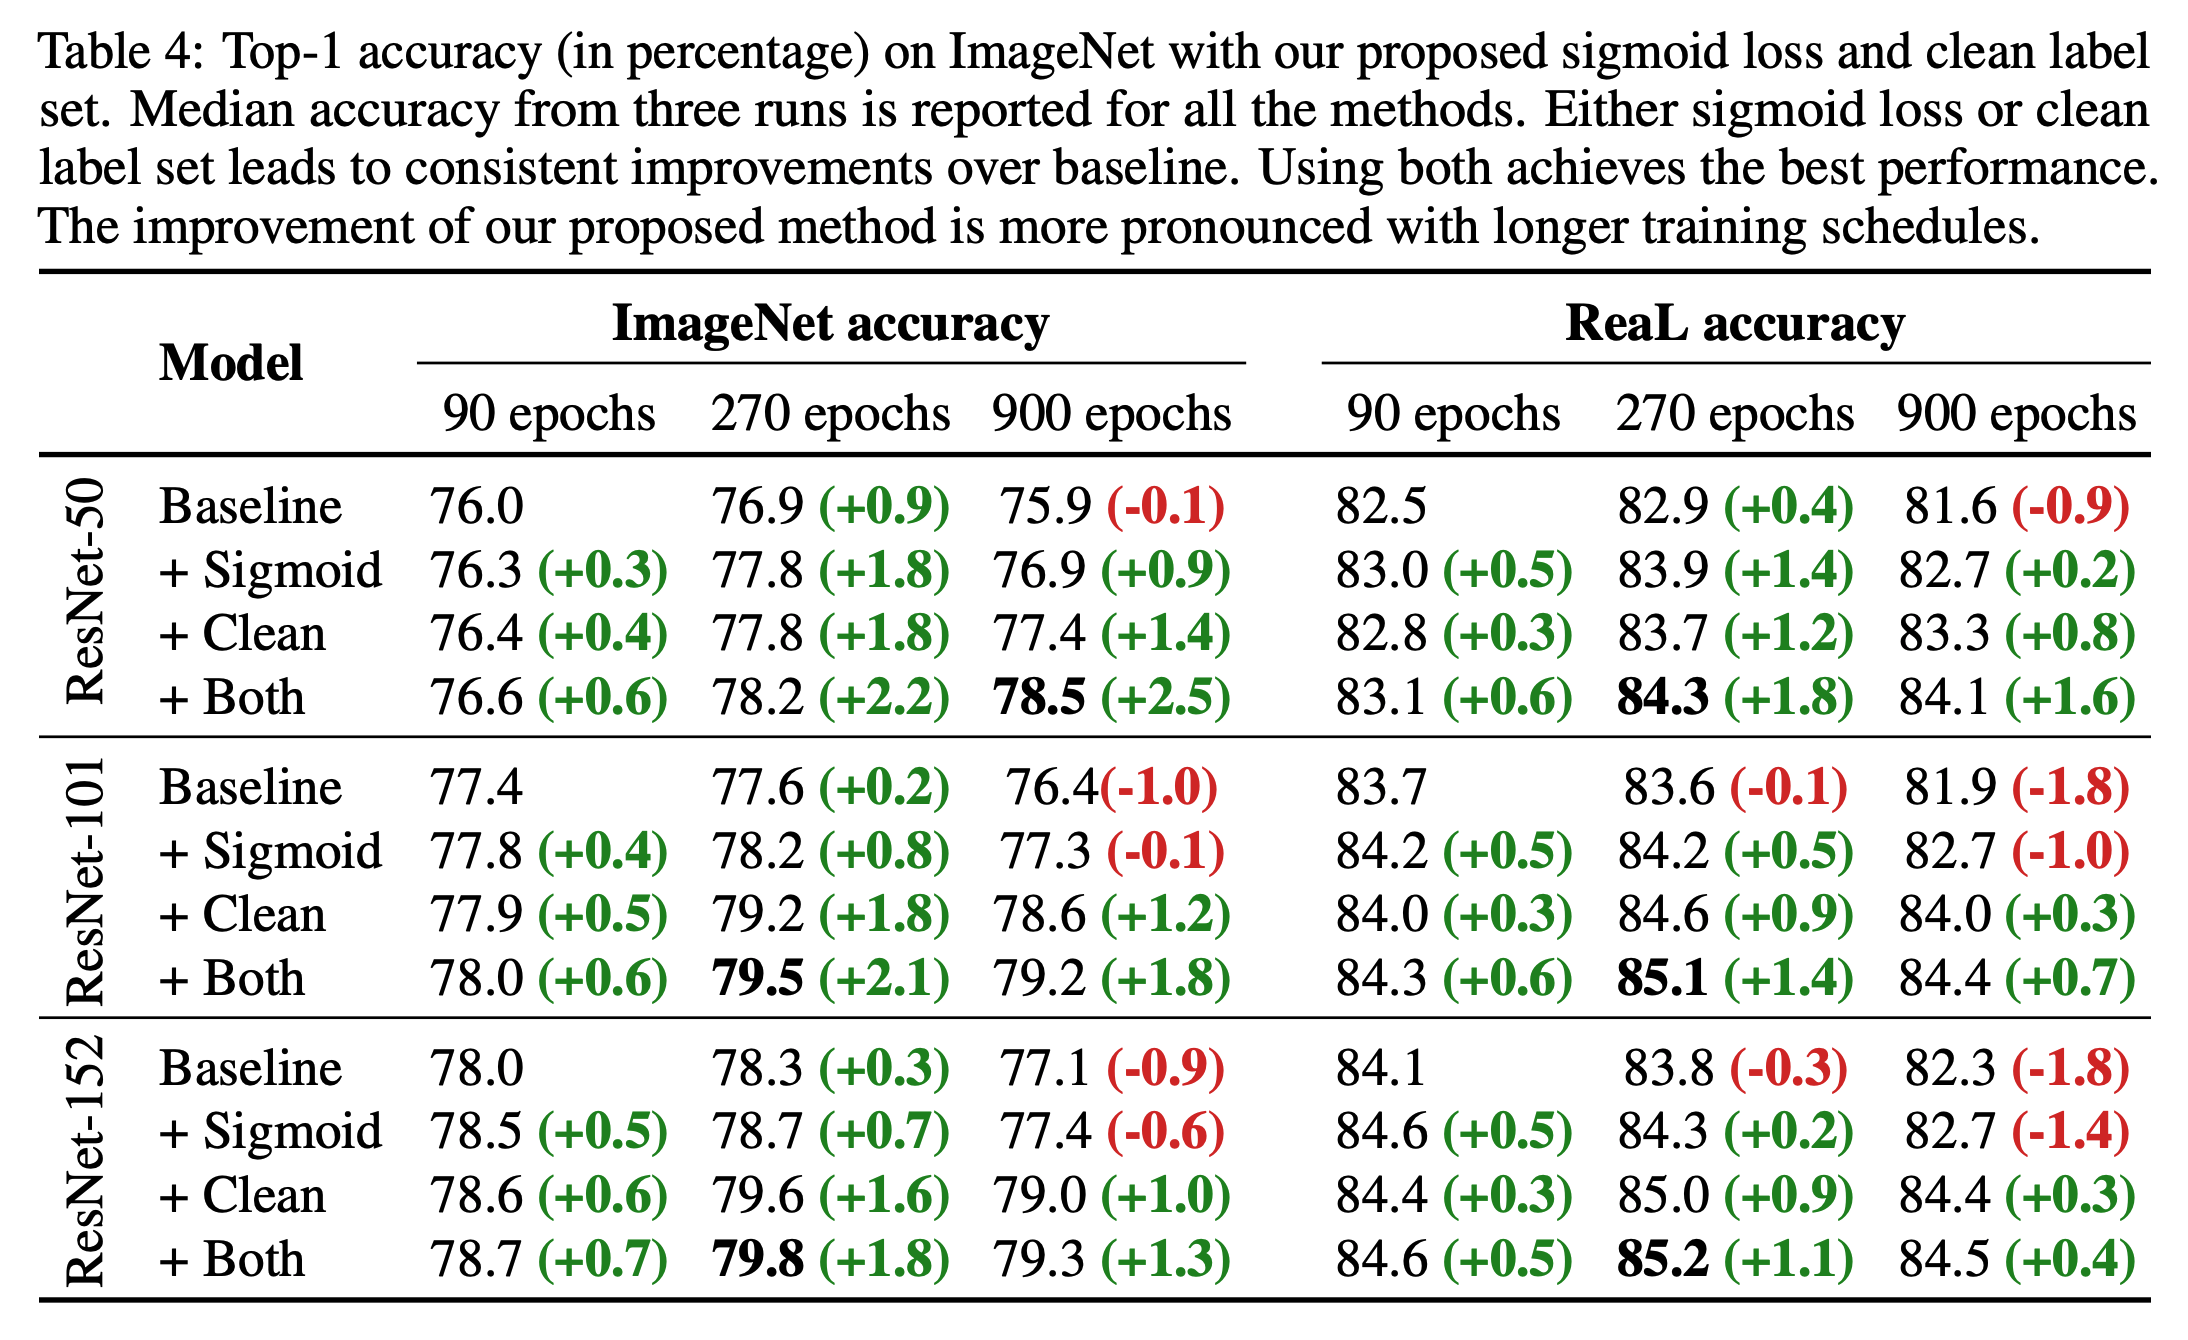 Table 4: Top-1 accuracy (in percentage) on ImageNet with our proposed sigmoid loss and clean label
set. Median accuracy from three runs is reported for all the methods. Either sigmoid loss or clean
label set leads to consistent improvements over baseline. Using both achieves the best performance.
The improvement of our proposed method is more pronounced with longer training schedules.
Model ImageNet accuracy ReaL accuracy
90 epochs 270 epochs 900 epochs 90 epochs 270 epochs 900 epochs
ResNet-50
Baseline 76.0 76.9 (+0.9) 75.9 (-0.1) 82.5 82.9 (+0.4) 81.6 (-0.9)
+ Sigmoid 76.3 (+0.3) 77.8 (+1.8) 76.9 (+0.9) 83.0 (+0.5) 83.9 (+1.4) 82.7 (+0.2)
+ Clean 76.4 (+0.4) 77.8 (+1.8) 77.4 (+1.4) 82.8 (+0.3) 83.7 (+1.2) 83.3 (+0.8)
+ Both 76.6 (+0.6) 78.2 (+2.2) 78.5 (+2.5) 83.1 (+0.6) 84.3 (+1.8) 84.1 (+1.6)
ResNet-101
Baseline 77.4 77.6 (+0.2) 76.4(-1.0) 83.7 83.6 (-0.1) 81.9 (-1.8)
+ Sigmoid 77.8 (+0.4) 78.2 (+0.8) 77.3 (-0.1) 84.2 (+0.5) 84.2 (+0.5) 82.7 (-1.0)
+ Clean 77.9 (+0.5) 79.2 (+1.8) 78.6 (+1.2) 84.0 (+0.3) 84.6 (+0.9) 84.0 (+0.3)
+ Both 78.0 (+0.6) 79.5 (+2.1) 79.2 (+1.8) 84.3 (+0.6) 85.1 (+1.4) 84.4 (+0.7)
ResNet-152
Baseline 78.0 78.3 (+0.3) 77.1 (-0.9) 84.1 83.8 (-0.3) 82.3 (-1.8)
+ Sigmoid 78.5 (+0.5) 78.7 (+0.7) 77.4 (-0.6) 84.6 (+0.5) 84.3 (+0.2) 82.7 (-1.4)
+ Clean 78.6 (+0.6) 79.6 (+1.6) 79.0 (+1.0) 84.4 (+0.3) 85.0 (+0.9) 84.4 (+0.3)
+ Both 78.7 (+0.7) 79.8 (+1.8) 79.3 (+1.3) 84.6 (+0.5) 85.2 (+1.1) 84.5 (+0.4)